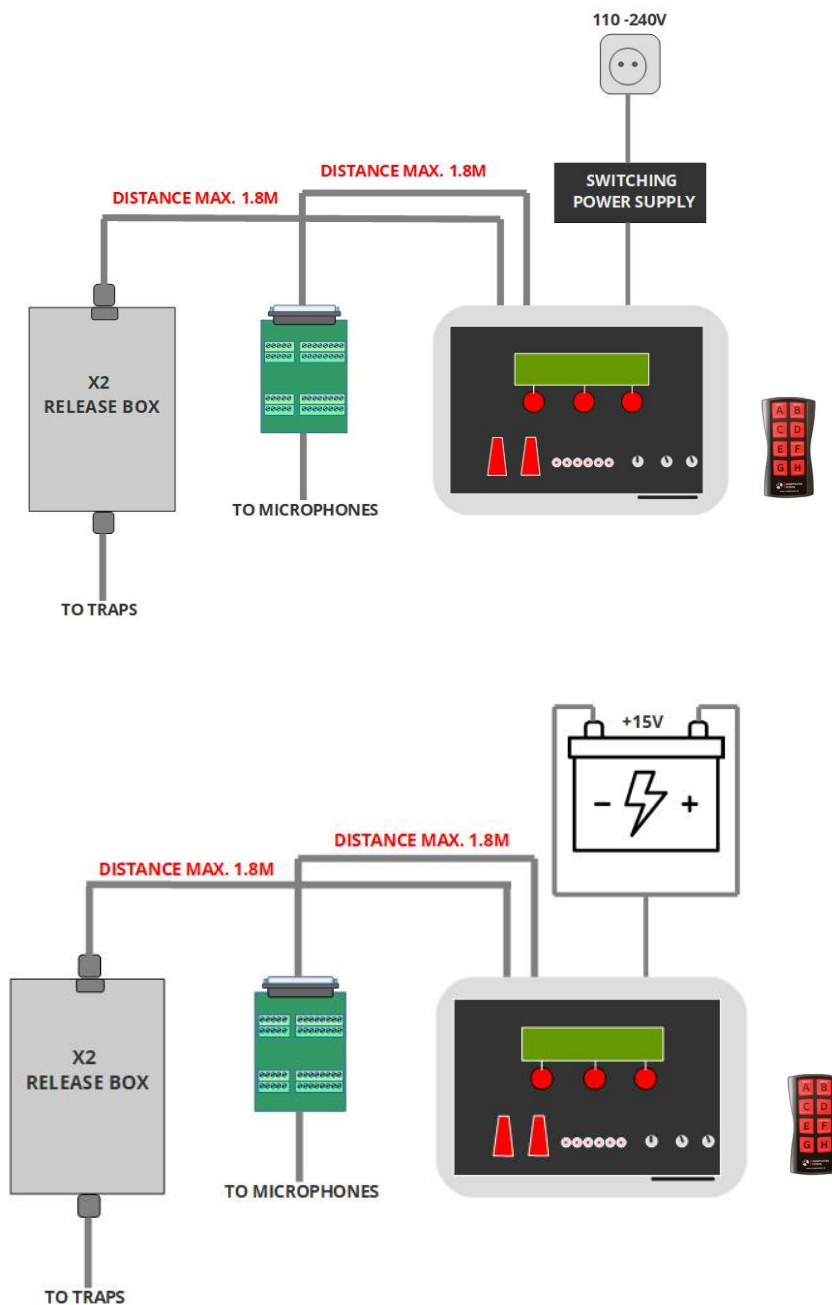 110 -240V
DISTANCE MAX. 1.8M
DISTANCE MAX. 1.8M
SWITCHING
POWER SUPPLY
X2
RELEASE BOX
A B
C D
E F
G H
TO MICROPHONES
TO TRAPS
+15V
- +
DISTANCE MAX. 1.8M
DISTANCE MAX. 1.8M
X2
RELEASE BOX
A B
C D
E F
G H
TO MICROPHONES
TO TRAPS